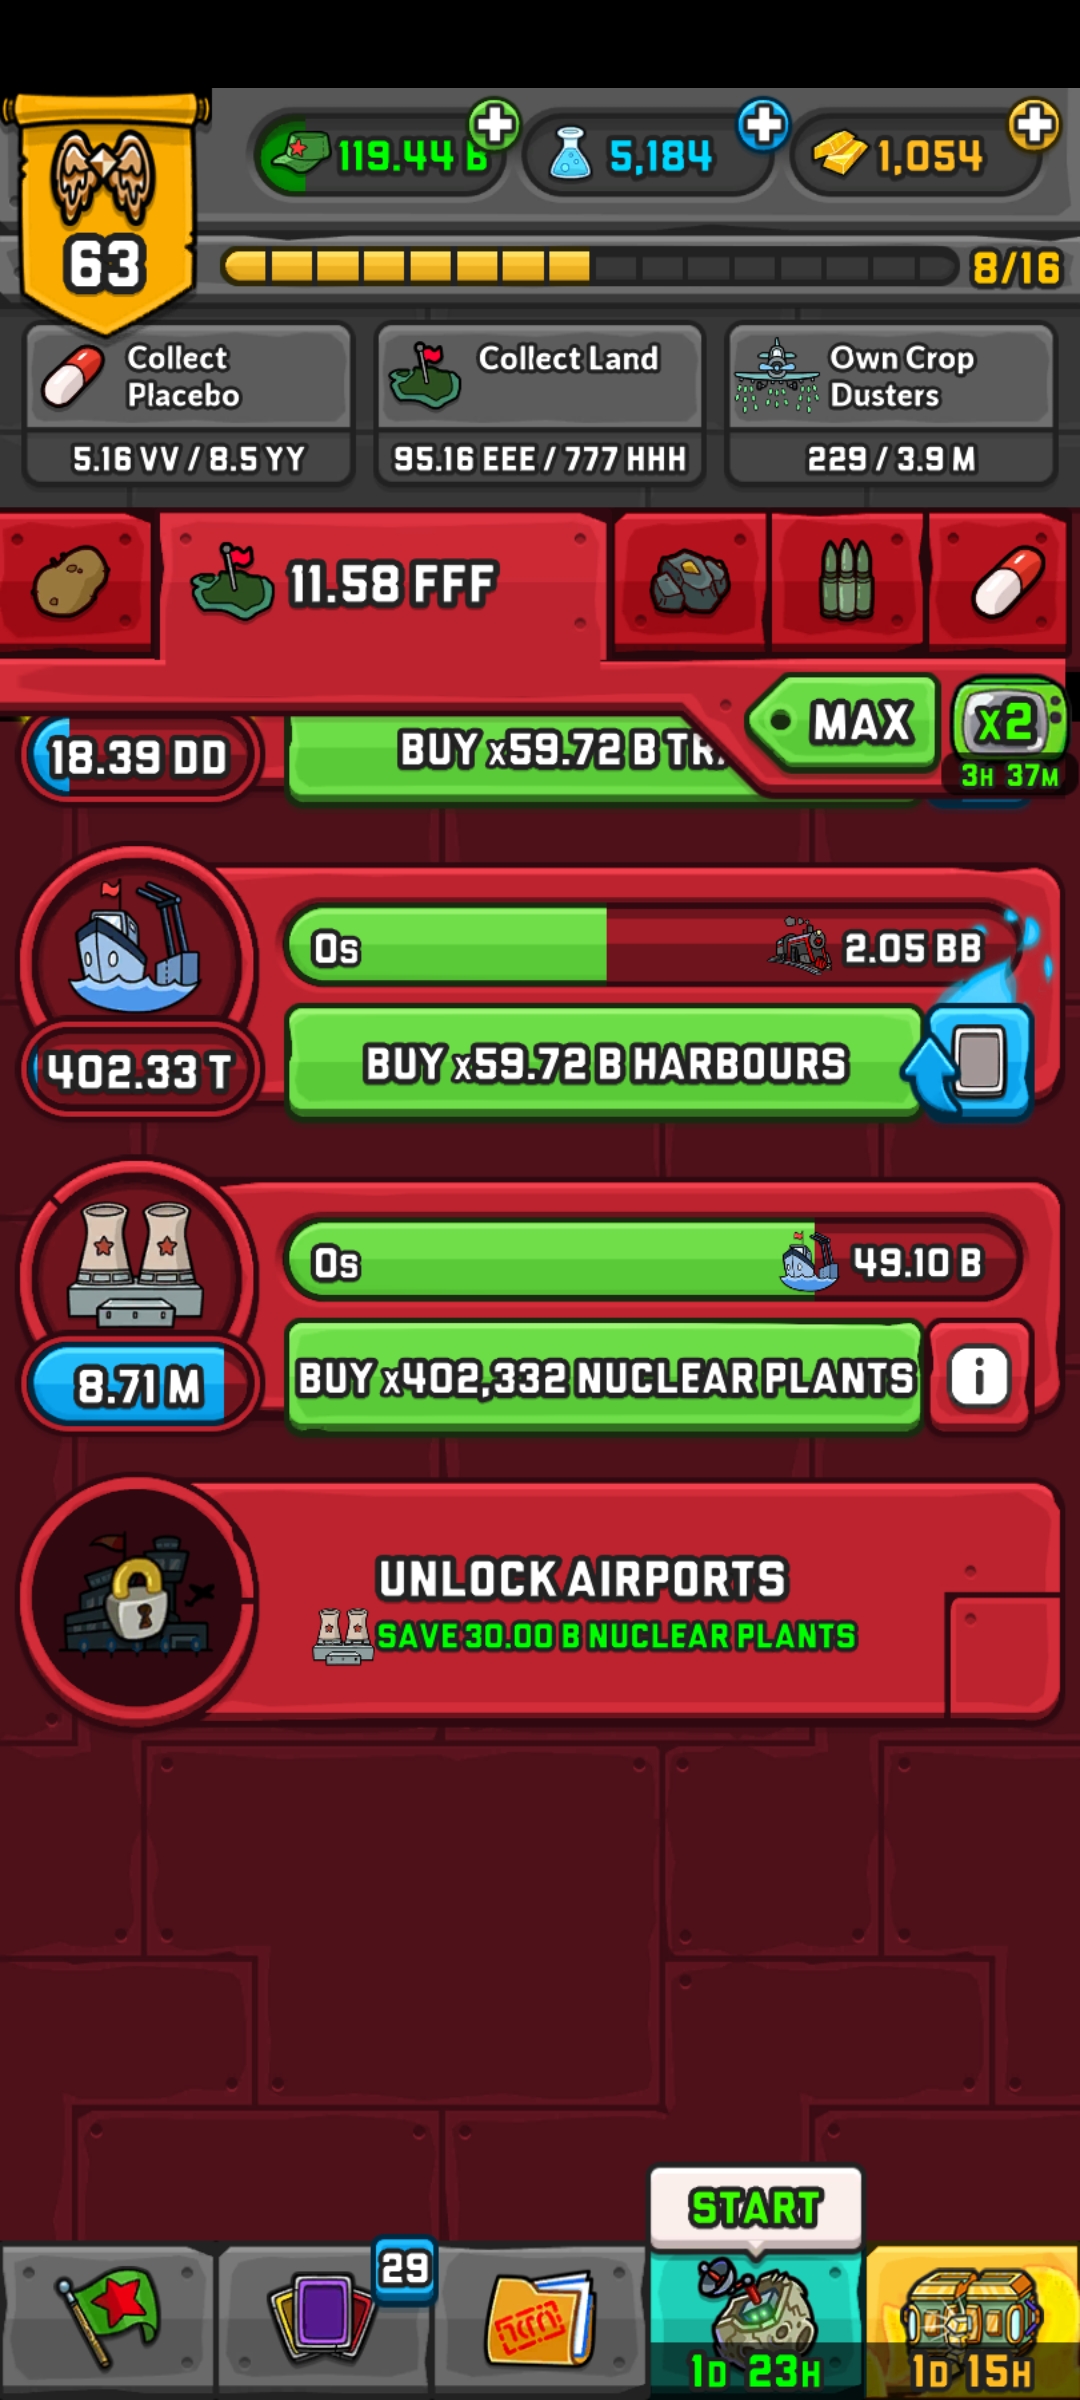 63
119.44 B
5,184
1,054
8/16
Collect
Placebo
5.16 VV / 8.5 YY
Collect Land
95.16 EEE / 777 HHH
Own Crop
Dusters
229 / 3.9 M
11.58 FFF
MAX
x2
3H 37M
18.39 DD
BUY x59.72 B
0s
2.05 BB
402.33 T
BUY x59.72 B HARBOURS
0s
49.10 B
8.71 M
BUY x402,332 NUCLEAR PLANTS
i
UNLOCK AIRPORTS
SAVE 30.00 B NUCLEAR PLANTS
START
29
1D 23H
1D 15H